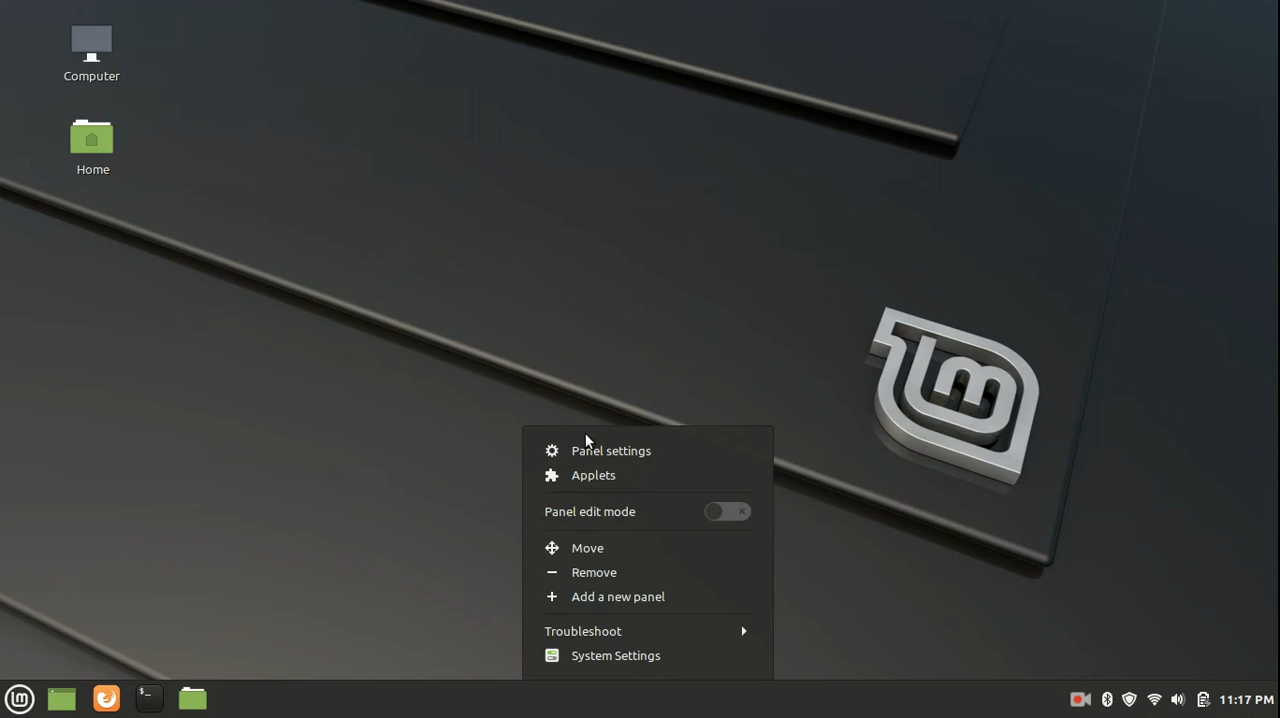 Computer
Home
Panel settings
Applets
Panel edit mode
Move
Remove
Add a new panel
Troubleshoot
System Settings
$_
11:17 PM